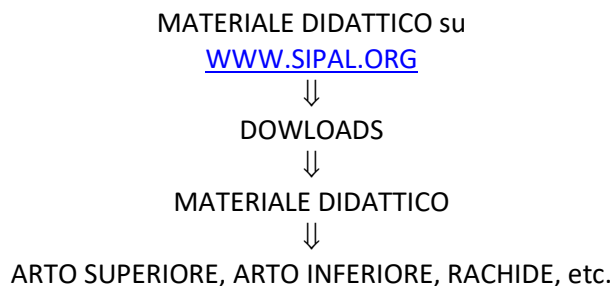 MATERIALE DIDATTICO su
WWW.SIPAL.ORG
⇓
DOWLOADS
⇓
MATERIALE DIDATTICO
⇓
ARTO SUPERIORE, ARTO INFERIORE, RACHIDE, etc.